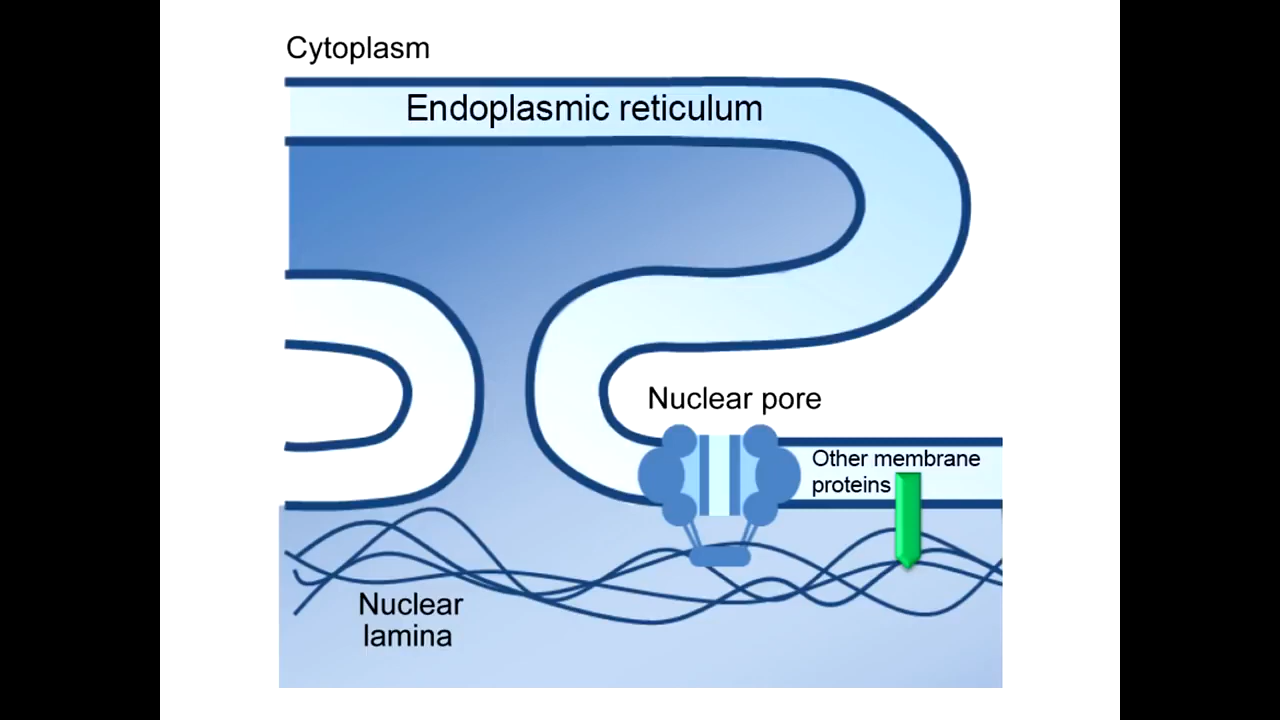 Cytoplasm
Endoplasmic reticulum
Nuclear pore
Other membrane
proteins
Nuclear
lamina